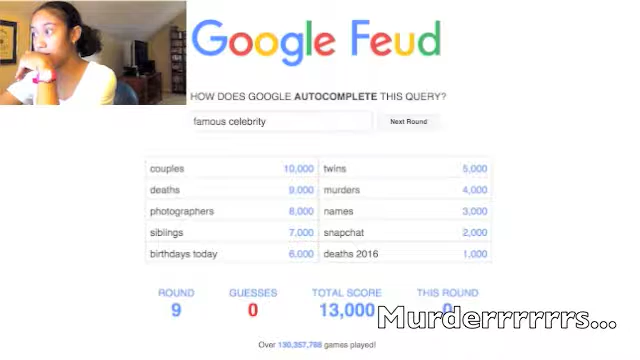 Google Feud
HOW DOES GOOGLE AUTOCOMPLETE THIS QUERY?
famous celebrity
Next Round
couples 10,000 twins 5,000
deaths 9,000 murders 4,000
photographers 8,000 names 3,000
siblings 7,000 snapchat 2,000
birthdays today 6,000 deaths 2016 1,000
ROUND GUESSES TOTAL SCORE THIS ROUND
9 0 13,000 0
Murderrrrrrs...
Over 130,357,788 games played!